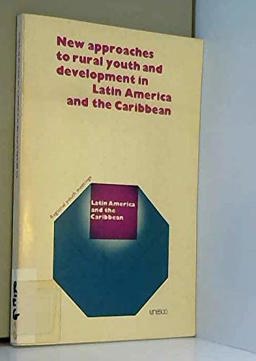 New approaches
to rural youth and
development in
Latin America
and the Caribbean
Regional youth meetings
Latin America
and the
Caribbean
unesco